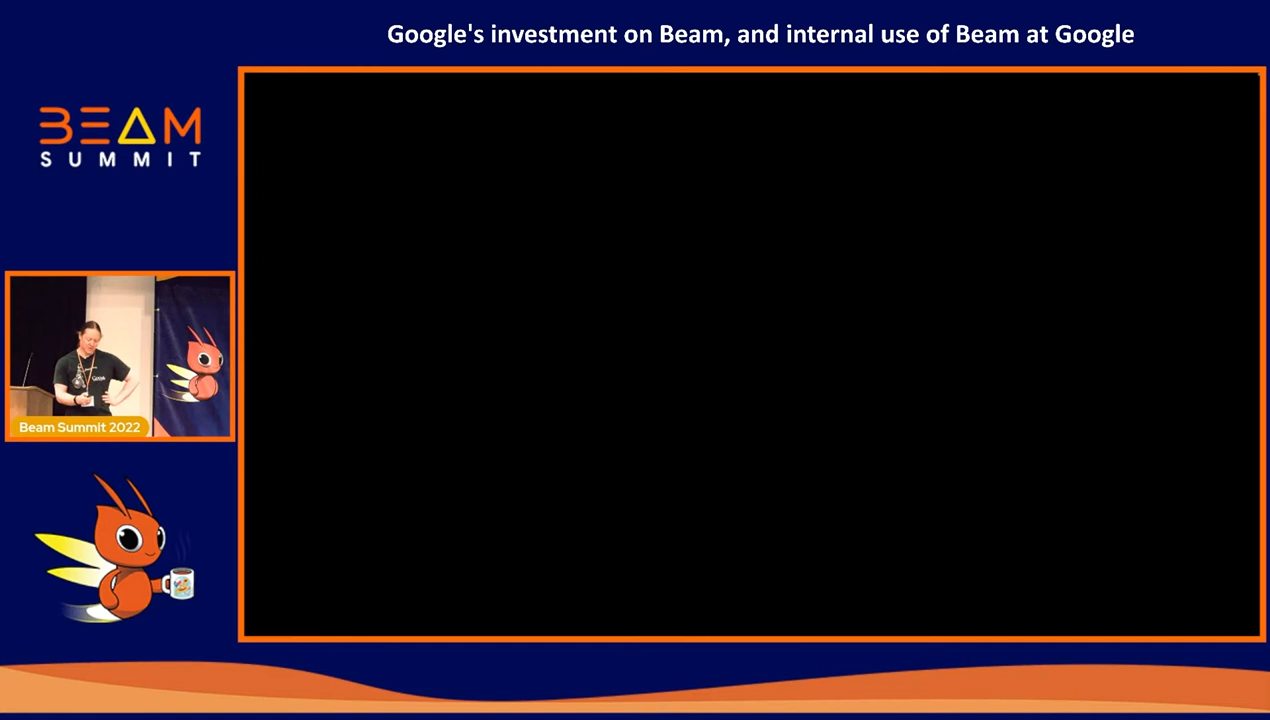 Google's investment on Beam, and internal use of Beam at Google
BEAM
SUMMIT
Beam Summit 2022